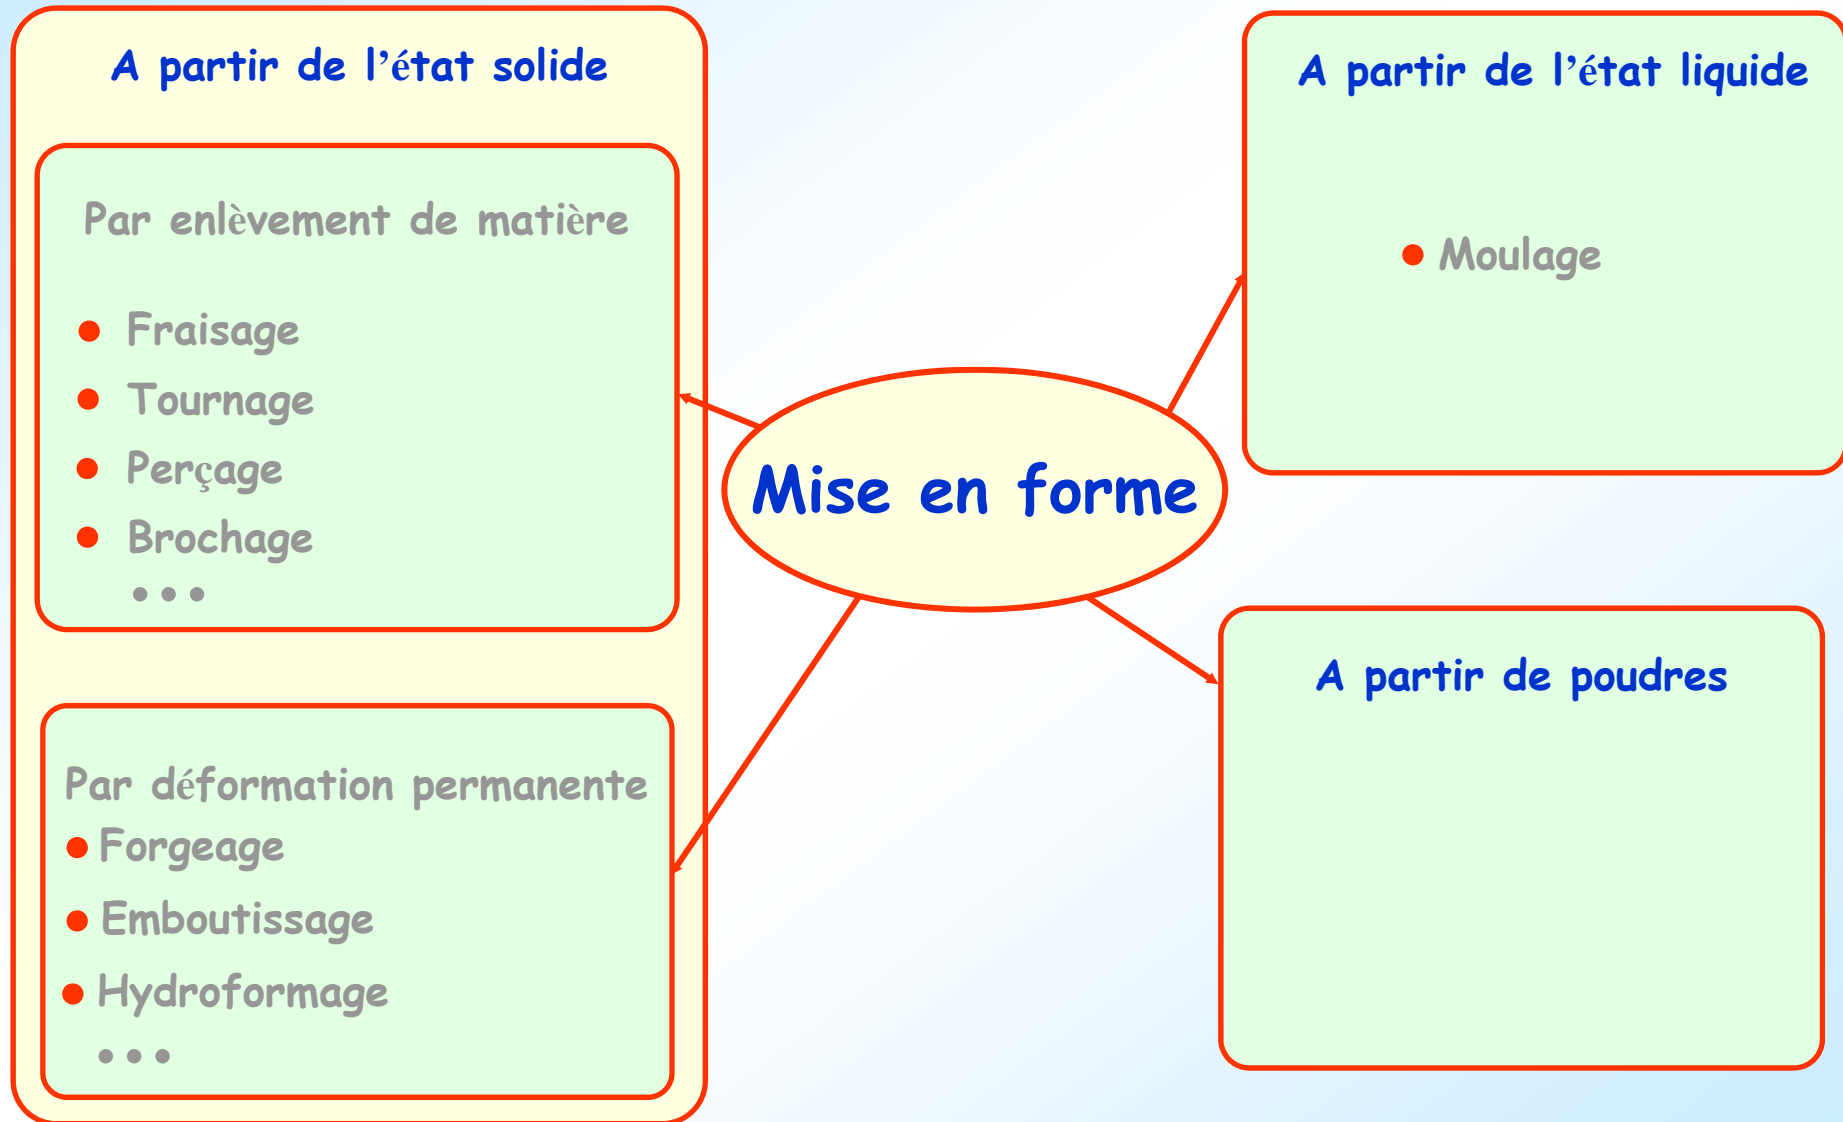 A partir de l’état solide
Par enlèvement de matière
● Fraisage
● Tournage
● Perçage
● Brochage
•••
Par déformation permanente
● Forgeage
● Emboutissage
● Hydroformage
•••
Mise en forme
A partir de l’état liquide
● Moulage
A partir de poudres